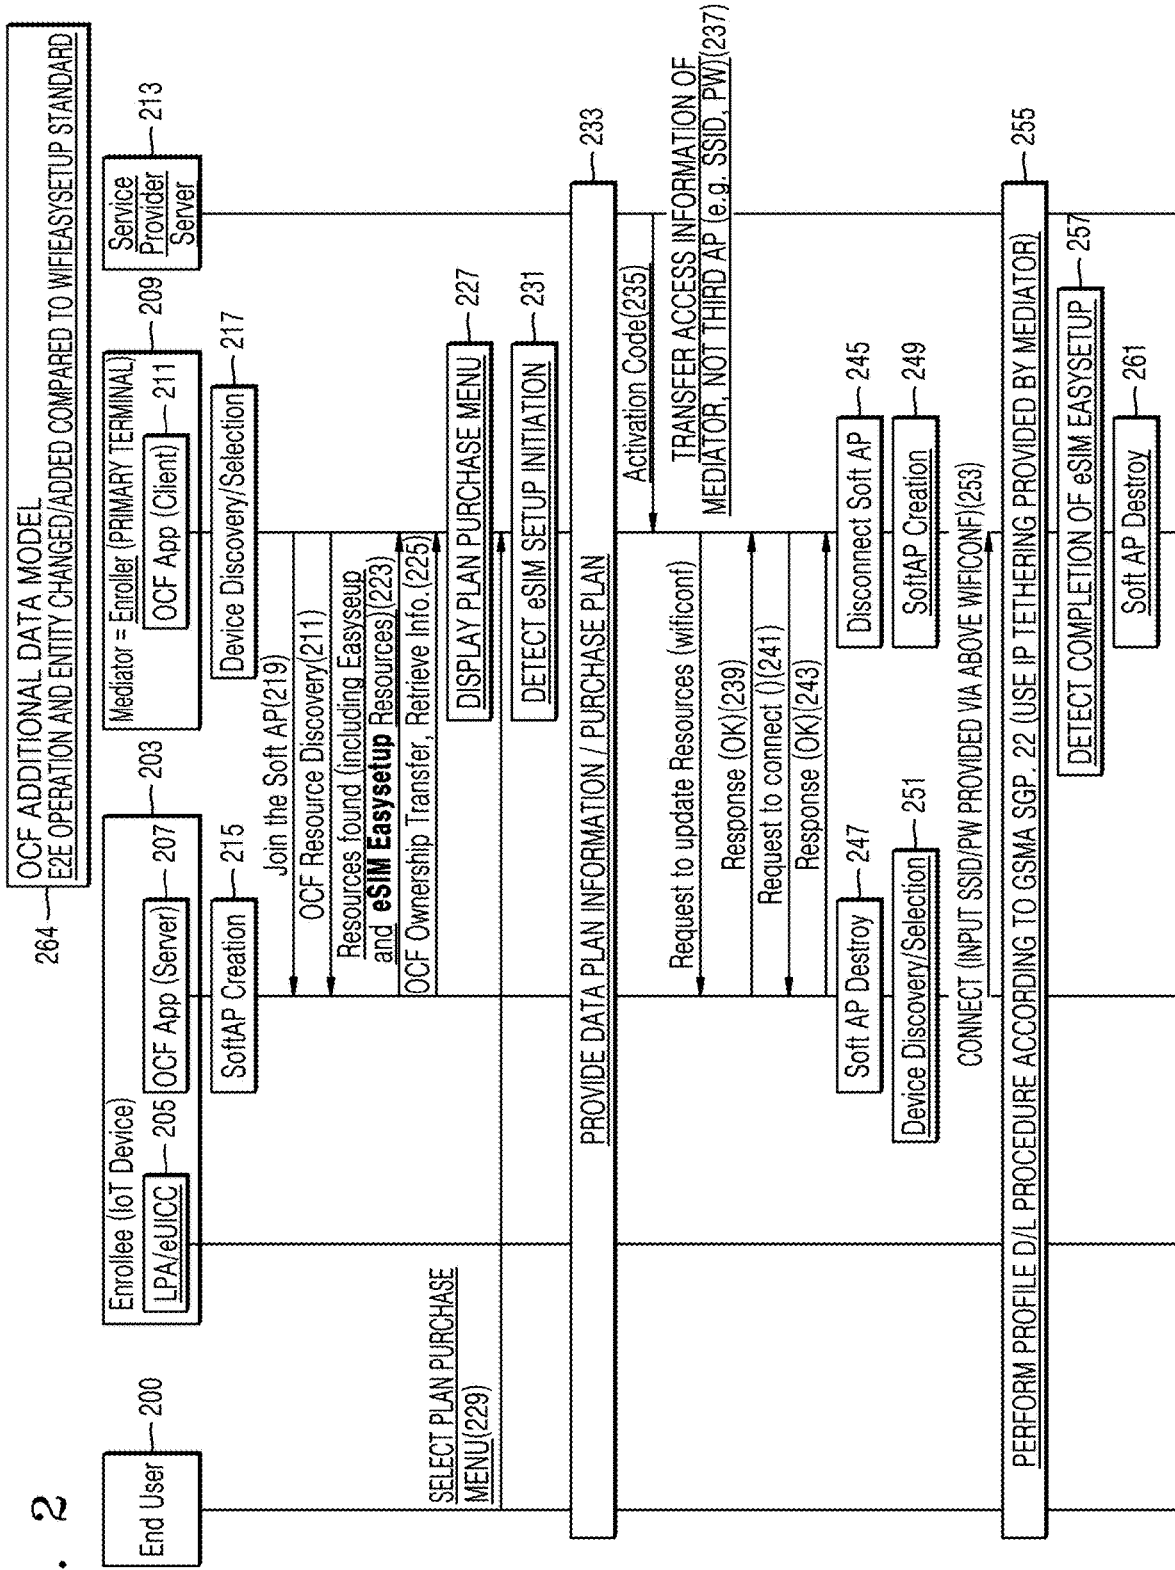 . 2
OCF ADDITIONAL DATA MODEL
E2E OPERATION AND ENTITY CHANGED/ADDED COMPARED TO WIFIEASYSETUP STANDARD
264
End User
200
Enrollee (IoT Device)
203
LPA/eUICC
205
OCF App (Server)
207
Mediator = Enroller (PRIMARY TERMINAL)
209
OCF App (Client)
211
Service
Provider
Server
213
SoftAP Creation
215
Device Discovery/Selection
217
Join the Soft AP(219)
OCF Resource Discovery(211)
Resources found (including Easyseup
and eSIM Easysetup Resources)(223)
OCF Ownership Transfer, Retrieve Info.(225)
DISPLAY PLAN PURCHASE MENU
227
SELECT PLAN PURCHASE
MENU(229)
DETECT eSIM SETUP INITIATION
231
PROVIDE DATA PLAN INFORMATION / PURCHASE PLAN
233
Activation Code(235)
TRANSFER ACCESS INFORMATION OF
MEDIATOR, NOT THIRD AP (e.g. SSID, PW)(237)
Request to update Resources (wificonf)
Response (OK)(239)
Request to connect ()(241)
Response (OK)(243)
Soft AP Destroy
247
Disconnect Soft AP
245
Device Discovery/Selection
251
SoftAP Creation
249
CONNECT (INPUT SSID/PW PROVIDED VIA ABOVE WIFICONF)(253)
PERFORM PROFILE D/L PROCEDURE ACCORDING TO GSMA SGP. 22 (USE IP TETHERING PROVIDED BY MEDIATOR)
255
DETECT COMPLETION OF eSIM EASYSETUP
257
Soft AP Destroy
261